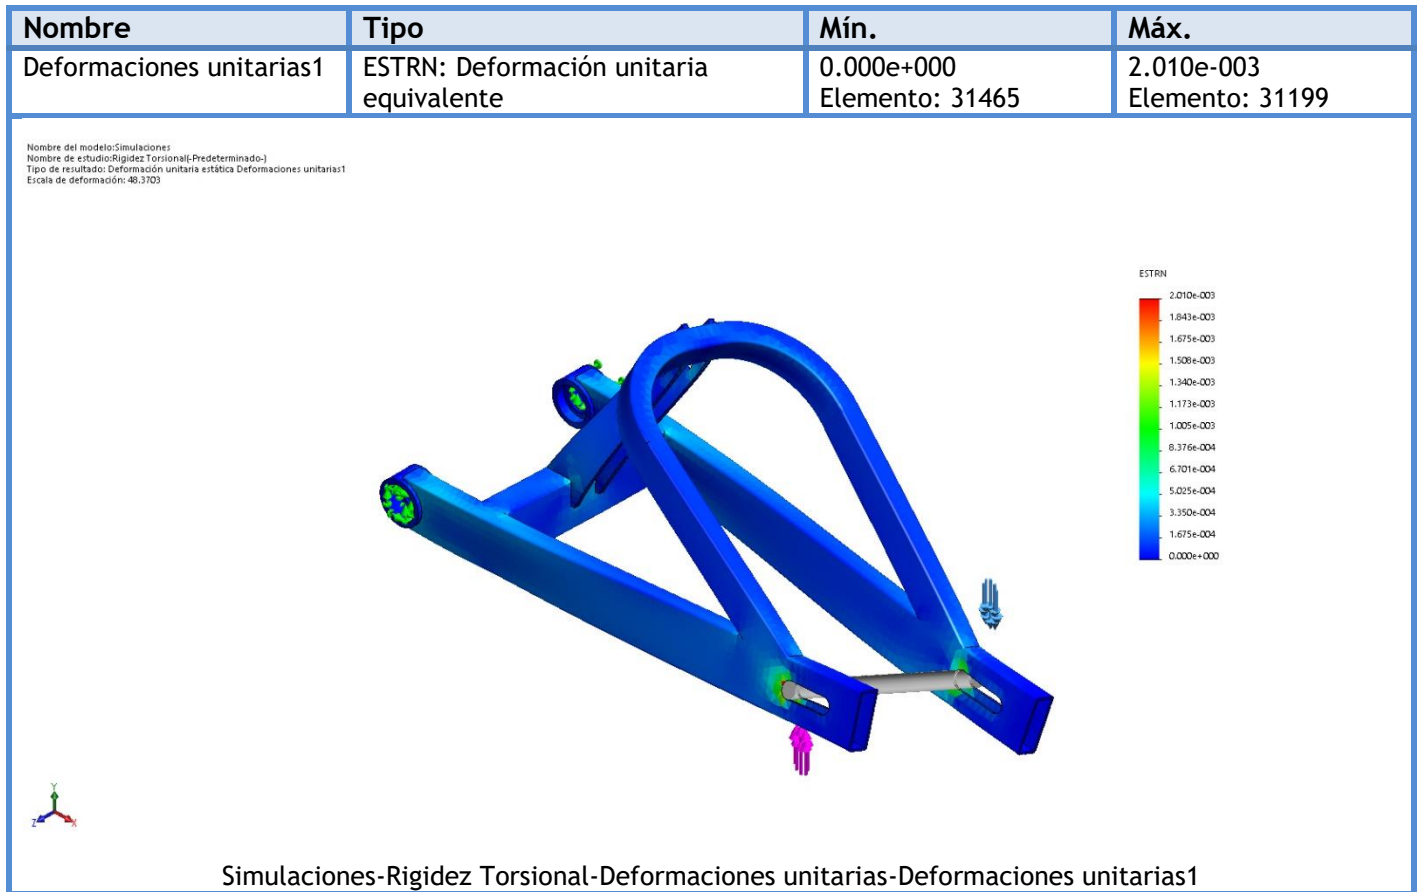 Nombre Tipo Mín. Máx.
Deformaciones unitarias1 ESTRN: Deformación unitaria 0.000e+000 2.010e-003
equivalente Elemento: 31465 Elemento: 31199
Nombre del modelo:Simulaciones
Nombre de estudio:Rigidez Torsional(-Predeterminado-)
Tipo de resultado: Deformación unitaria estática Deformaciones unitarias1
Escala de deformación: 48.3703
ESTRN
2.010e-003
1.843e-003
1.675e-003
1.508e-003
1.340e-003
1.173e-003
1.005e-003
8.376e-004
6.701e-004
5.025e-004
3.350e-004
1.675e-004
0.000e+000
Y
Z X
Simulaciones-Rigidez Torsional-Deformaciones unitarias-Deformaciones unitarias1